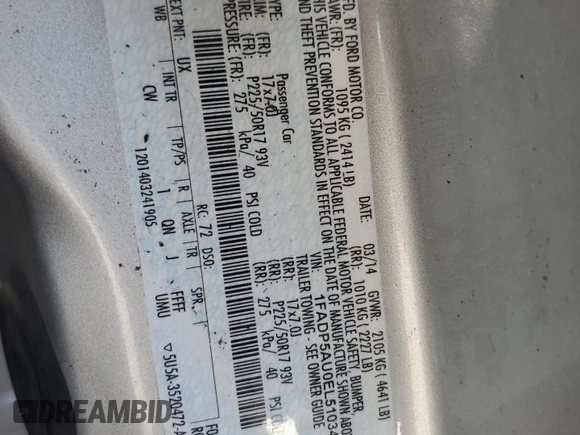 MFD. BY FORD MOTOR CO.
DATE: 03/14 GVWR: 2105 KG ( 4641 LB)
GAWR: (FR): 1095 KG ( 2414 LB) (RR): 1010 KG ( 2227 LB)
THIS VEHICLE CONFORMS TO ALL APPLICABLE FEDERAL MOTOR VEHICLE SAFETY, BUMPER,
AND THEFT PREVENTION STANDARDS IN EFFECT ON THE DATE OF MANUFACTURE SHOWN
VIN: 1FADP5AU0EL51034
Passenger Car TRAILER TOWING - SEE OWNER GUIDE
(FR): 17x7.0J (RR): 17x7.0J
TIRE: (FR): P225/50R17 93V (RR): P225/50R17 93V
PRESSURE: (FR): 275 kPa/ 40 PSI COLD (RR): 275 kPa/ 40 PSI
RC: 72 DSO:
EXT PNT: UX
WB INT TR TP/PS R AXLE TR SPR
CW 1 QN J FFFF UMU
1201403241905
▽5U5A-3520472-A